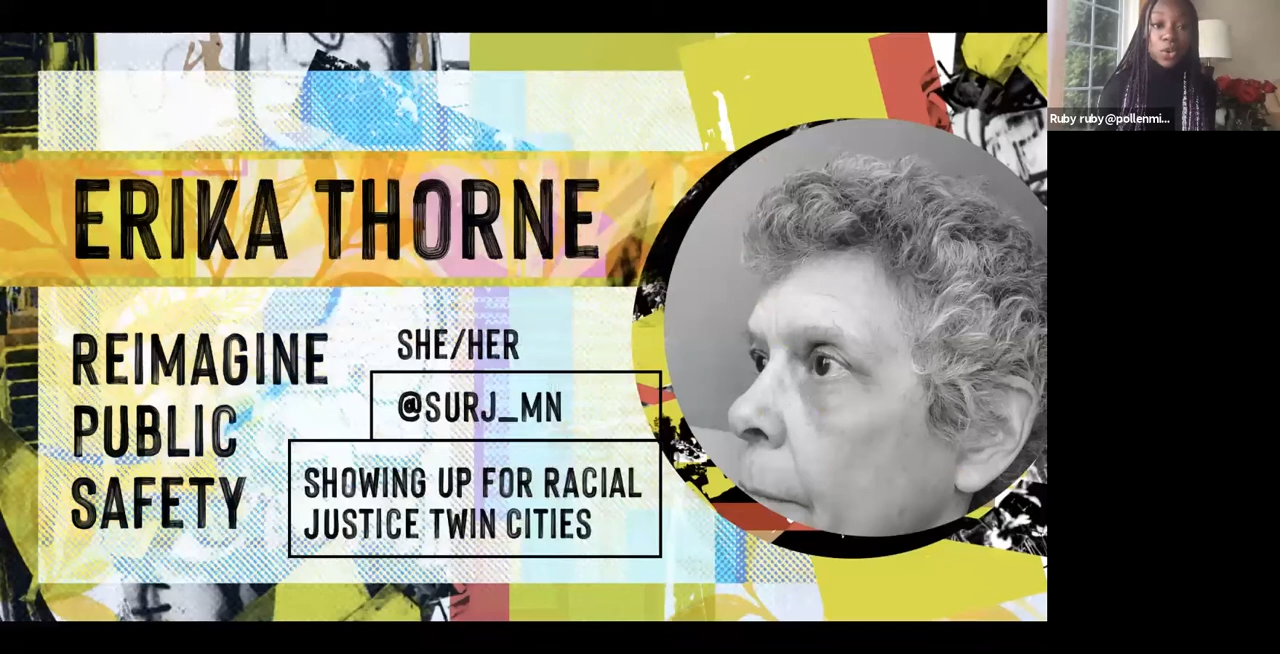 ERIKA THORNE
REIMAGINE
PUBLIC
SAFETY
SHE/HER
@SURJ_MN
SHOWING UP FOR RACIAL
JUSTICE TWIN CITIES
Ruby ruby@pollenmi...